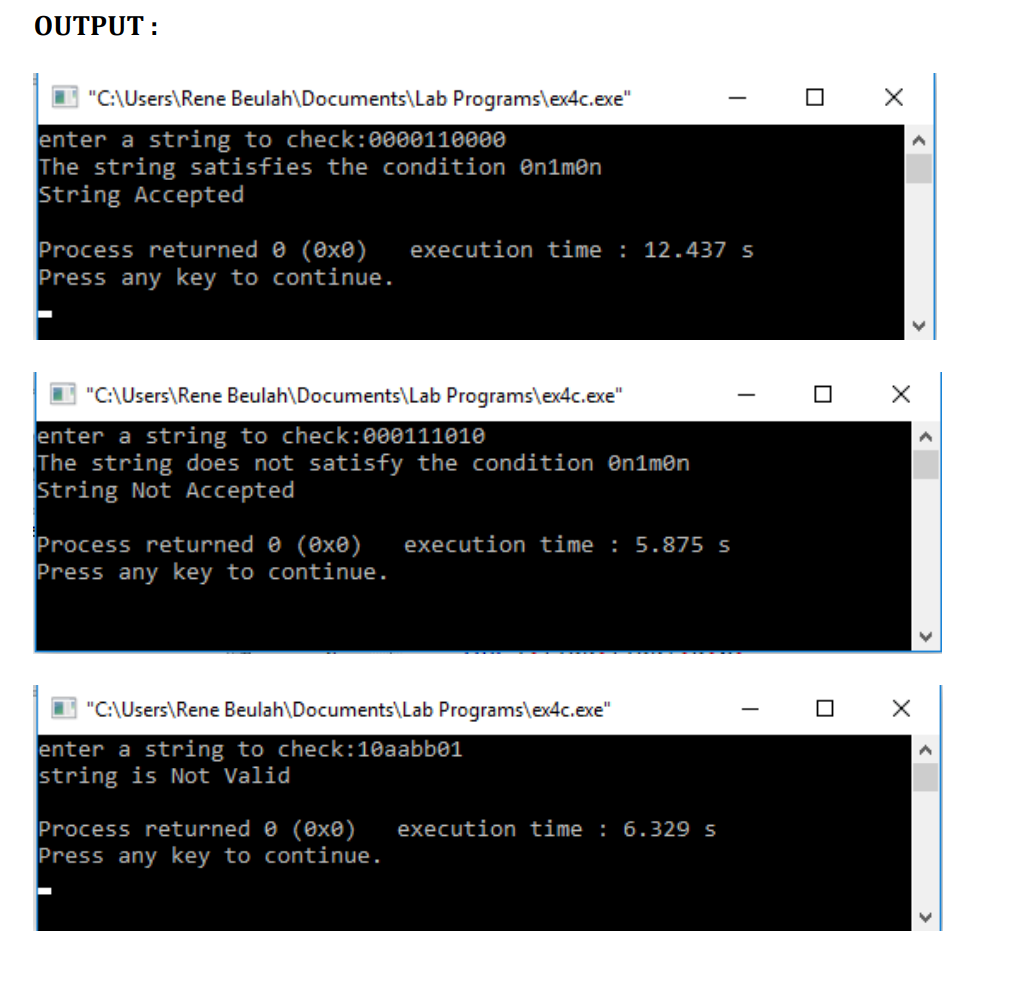 OUTPUT :
"C:\Users\Rene Beulah\Documents\Lab Programs\ex4c.exe"
enter a string to check:0000110000
The string satisfies the condition 0n1m0n
String Accepted
Process returned 0 (0x0)   execution time : 12.437 s
Press any key to continue.
"C:\Users\Rene Beulah\Documents\Lab Programs\ex4c.exe"
enter a string to check:000111010
The string does not satisfy the condition 0n1m0n
String Not Accepted
Process returned 0 (0x0)   execution time : 5.875 s
Press any key to continue.
"C:\Users\Rene Beulah\Documents\Lab Programs\ex4c.exe"
enter a string to check:10aabb01
string is Not Valid
Process returned 0 (0x0)   execution time : 6.329 s
Press any key to continue.